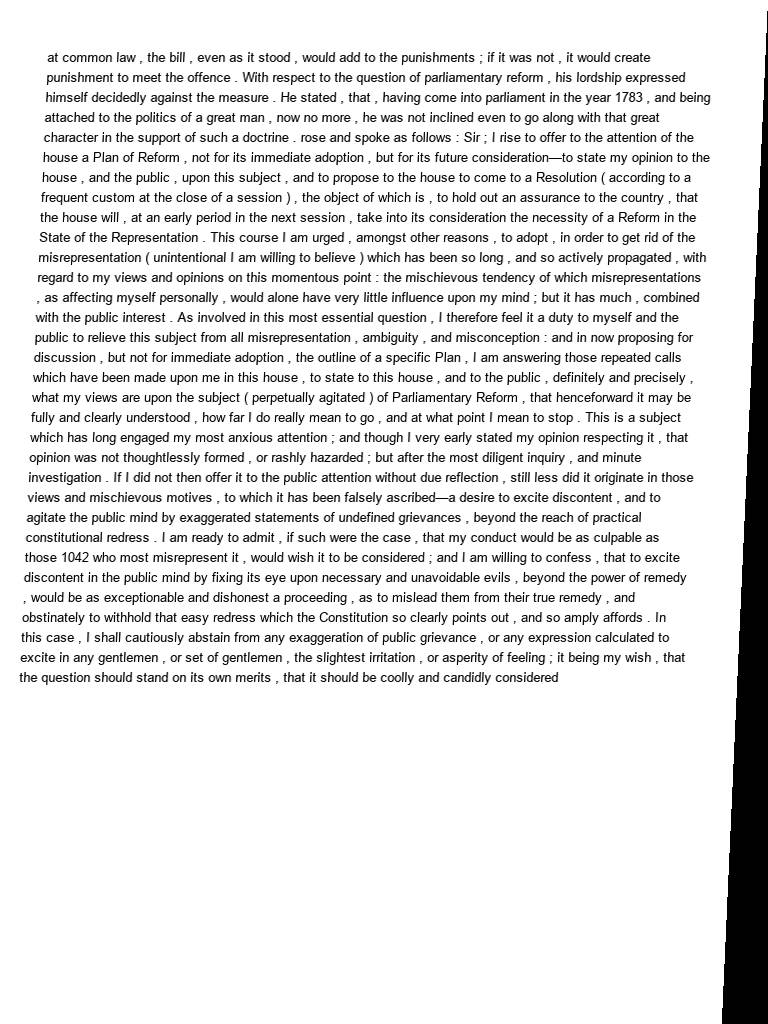 at common law , the bill , even as it stood , would add to the punishments ; if it was not , it would create
punishment to meet the offence . With respect to the question of parliamentary reform , his lordship expressed
himself decidedly against the measure . He stated , that , having come into parliament in the year 1783 , and being
attached to the politics of a great man , now no more , he was not inclined even to go along with that great
character in the support of such a doctrine . rose and spoke as follows : Sir ; I rise to offer to the attention of the
house a Plan of Reform , not for its immediate adoption , but for its future consideration—to state my opinion to the
house , and the public , upon this subject , and to propose to the house to come to a Resolution ( according to a
frequent custom at the close of a session ) , the object of which is , to hold out an assurance to the country , that
the house will , at an early period in the next session , take into its consideration the necessity of a Reform in the
State of the Representation . This course I am urged , amongst other reasons , to adopt , in order to get rid of the
misrepresentation ( unintentional I am willing to believe ) which has been so long , and so actively propagated , with
regard to my views and opinions on this momentous point : the mischievous tendency of which misrepresentations
, as affecting myself personally , would alone have very little influence upon my mind ; but it has much , combined
with the public interest . As involved in this most essential question , I therefore feel it a duty to myself and the
public to relieve this subject from all misrepresentation , ambiguity , and misconception : and in now proposing for
discussion , but not for immediate adoption , the outline of a specific Plan , I am answering those repeated calls
which have been made upon me in this house , to state to this house , and to the public , definitely and precisely ,
what my views are upon the subject ( perpetually agitated ) of Parliamentary Reform , that henceforward it may be
fully and clearly understood , how far I do really mean to go , and at what point I mean to stop . This is a subject
which has long engaged my most anxious attention ; and though I very early stated my opinion respecting it , that
opinion was not thoughtlessly formed , or rashly hazarded ; but after the most diligent inquiry , and minute
investigation . If I did not then offer it to the public attention without due reflection , still less did it originate in those
views and mischievous motives , to which it has been falsely ascribed—a desire to excite discontent , and to
agitate the public mind by exaggerated statements of undefined grievances , beyond the reach of practical
constitutional redress . I am ready to admit , if such were the case , that my conduct would be as culpable as
those 1042 who most misrepresent it , would wish it to be considered ; and I am willing to confess , that to excite
discontent in the public mind by fixing its eye upon necessary and unavoidable evils , beyond the power of remedy
, would be as exceptionable and dishonest a proceeding , as to mislead them from their true remedy , and
obstinately to withhold that easy redress which the Constitution so clearly points out , and so amply affords . In
this case , I shall cautiously abstain from any exaggeration of public grievance , or any expression calculated to
excite in any gentlemen , or set of gentlemen , the slightest irritation , or asperity of feeling ; it being my wish , that
the question should stand on its own merits , that it should be coolly and candidly considered